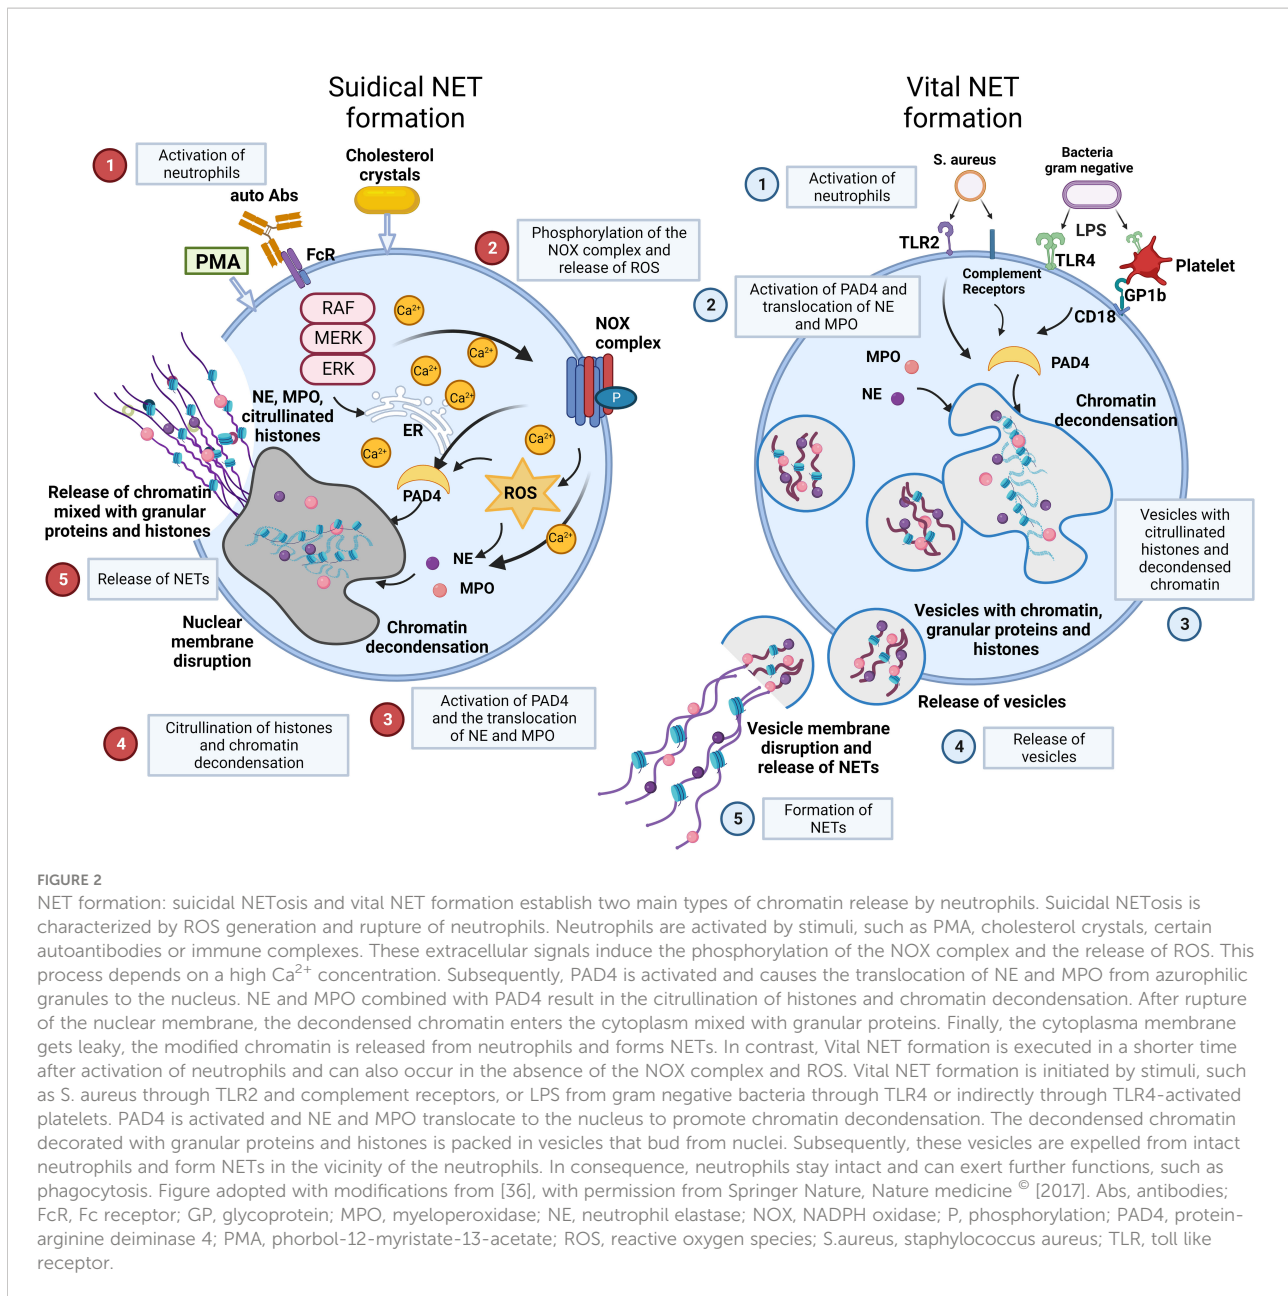 Suidical NET
formation
1
Activation of
neutrophils
auto Abs
Cholesterol
crystals
PMA
FcR
2
Phosphorylation of the
NOX complex and
release of ROS
RAF
MERK
ERK
Ca2+
Ca2+
Ca2+
Ca2+
NOX
complex
P
NE, MPO,
citrullinated
histones
ER
Ca2+
Ca2+
PAD4
ROS
Ca2+
Release of chromatin
mixed with granular
proteins and histones
NE
MPO
5
Release of NETs
Nuclear
membrane
disruption
Chromatin
decondensation
3
Activation of PAD4
and the translocation
of NE and MPO
4
Citrullination of histones
and chromatin
decondensation
Vital NET
formation
1
Activation of
neutrophils
S. aureus
Bacteria
gram negative
TLR2
LPS
TLR4
Complement
Receptors
Platelet
GP1b
CD18
2
Activation of PAD4 and
translocation of NE
and MPO
MPO
NE
PAD4
Chromatin
decondensation
Vesicles with
citrullinated
histones and
decondensed
chromatin
3
Vesicles with chromatin,
granular proteins and
histones
Release of vesicles
4
Release of
vesicles
Vesicle membrane
disruption and
release of NETs
5
Formation of
NETs
FIGURE 2
NET formation: suicidal NETosis and vital NET formation establish two main types of chromatin release by neutrophils. Suicidal NETosis is
characterized by ROS generation and rupture of neutrophils. Neutrophils are activated by stimuli, such as PMA, cholesterol crystals, certain
autoantibodies or immune complexes. These extracellular signals induce the phosphorylation of the NOX complex and the release of ROS. This
process depends on a high Ca2+ concentration. Subsequently, PAD4 is activated and causes the translocation of NE and MPO from azurophilic
granules to the nucleus. NE and MPO combined with PAD4 result in the citrullination of histones and chromatin decondensation. After rupture
of the nuclear membrane, the decondensed chromatin enters the cytoplasm mixed with granular proteins. Finally, the cytoplasma membrane
gets leaky, the modified chromatin is released from neutrophils and forms NETs. In contrast, Vital NET formation is executed in a shorter time
after activation of neutrophils and can also occur in the absence of the NOX complex and ROS. Vital NET formation is initiated by stimuli, such
as S. aureus through TLR2 and complement receptors, or LPS from gram negative bacteria through TLR4 or indirectly through TLR4-activated
platelets. PAD4 is activated and NE and MPO translocate to the nucleus to promote chromatin decondensation. The decondensed chromatin
decorated with granular proteins and histones is packed in vesicles that bud from nuclei. Subsequently, these vesicles are expelled from intact
neutrophils and form NETs in the vicinity of the neutrophils. In consequence, neutrophils stay intact and can exert further functions, such as
phagocytosis. Figure adopted with modifications from [36], with permission from Springer Nature, Nature medicine © [2017]. Abs, antibodies;
FcR, Fc receptor; GP, glycoprotein; MPO, myeloperoxidase; NE, neutrophil elastase; NOX, NADPH oxidase; P, phosphorylation; PAD4, protein-
arginine deiminase 4; PMA, phorbol-12-myristate-13-acetate; ROS, reactive oxygen species; S.aureus, staphylococcus aureus; TLR, toll like
receptor.